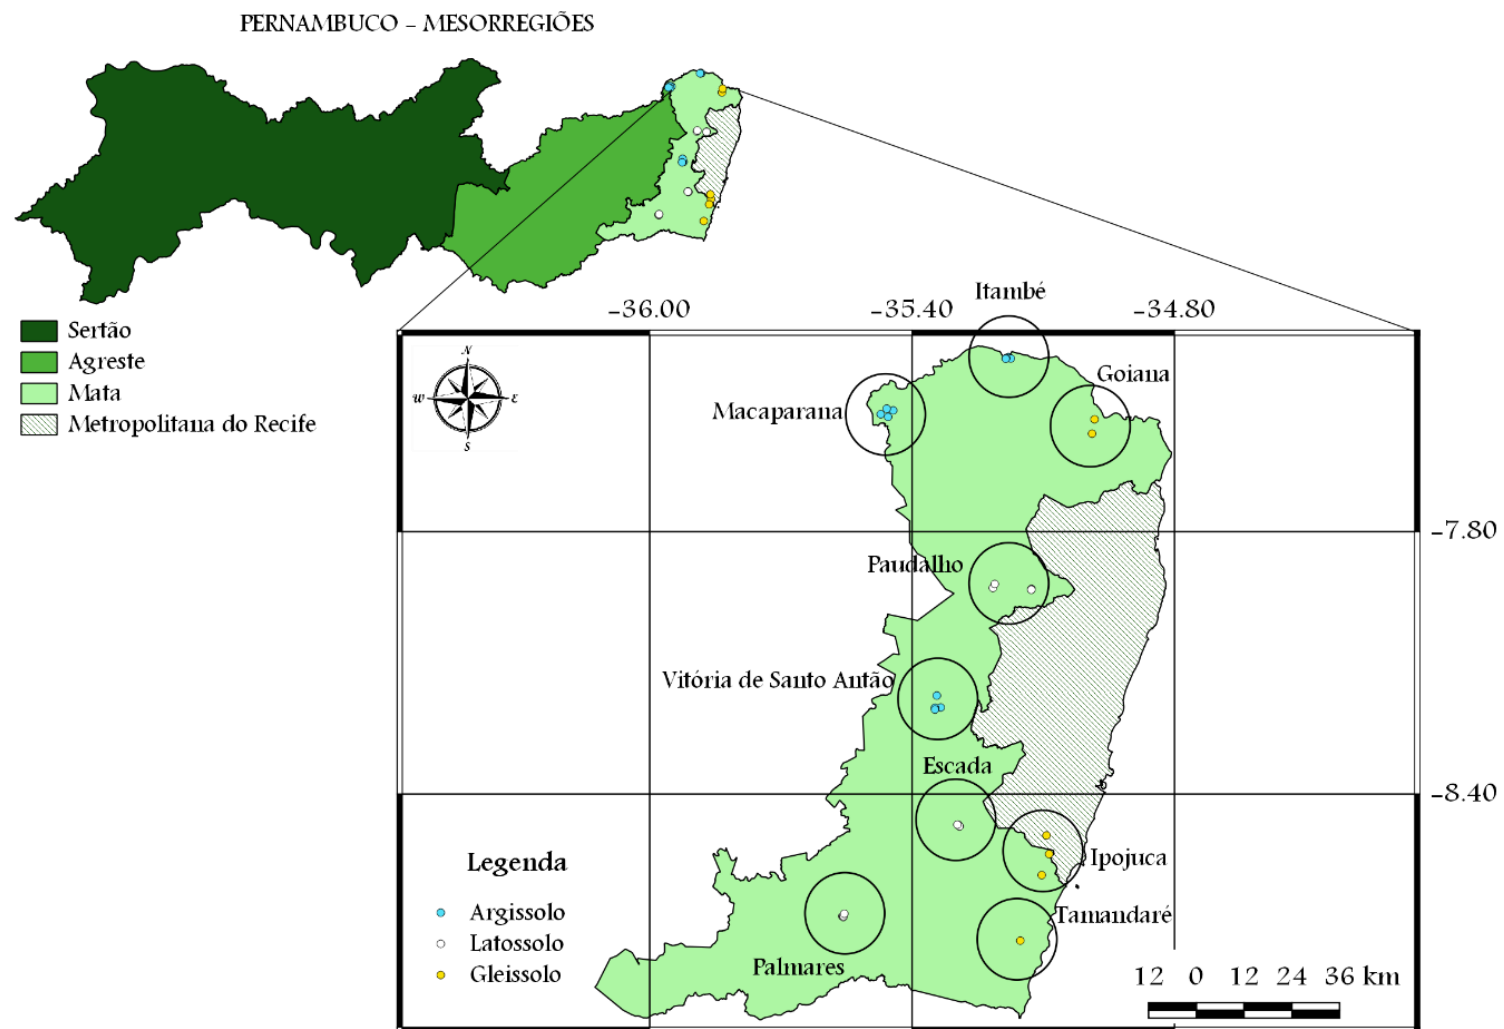 PERNAMBUCO – MESORREGIÕES
Sertão
Agreste
Mata
Metropolitana do Recife
-36.00
-35.40
-34.80
Itambé
N
W
E
S
Goiana
Macaparana
-7.80
Paudalho
Vitória de Santo Antão
Escada
-8.40
Ipojuca
Tamandaré
Palmares
Legenda
Argissolo
Latossolo
Gleissolo
12 0 12 24 36 km